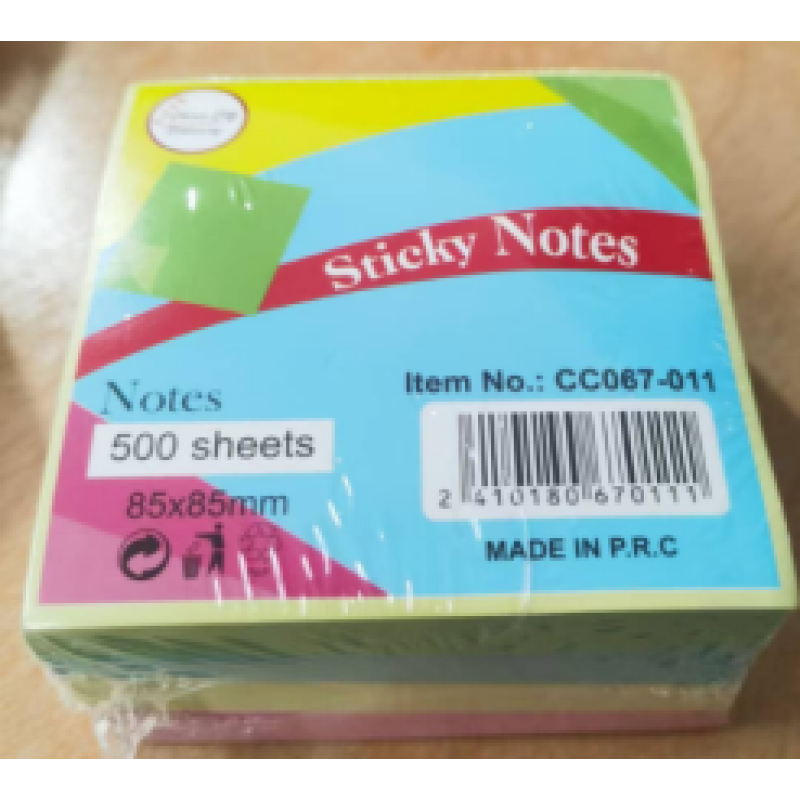 Sticky Notes
Item No.: CC067-011
Notes
500 sheets
85x85mm
2 410180 670111
MADE IN P.R.C